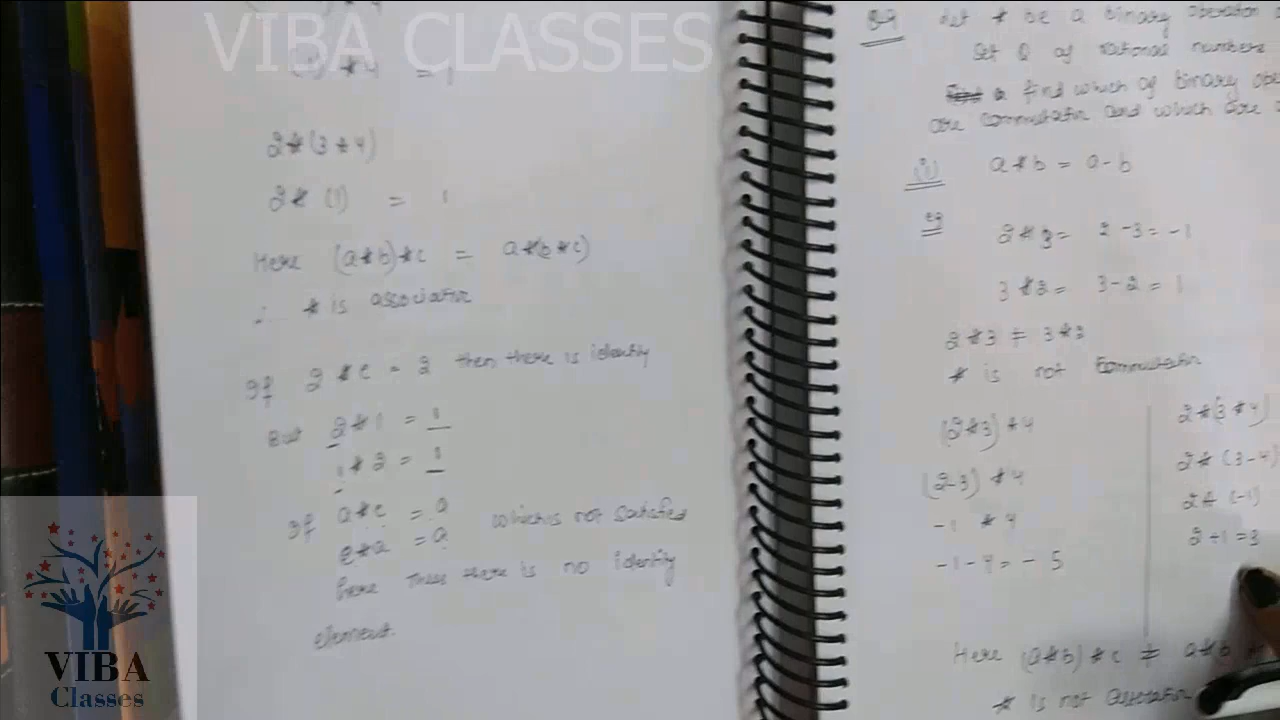 VIBA CLASSES
* 4 = 1
2*(3*4)
2* (1) = 1
Here (a*b)*c = a*(b*c)
∴ * is associative
If 2 * e = 2 then there is identity
But 2*1 = 1
1*2 = 1
If a*e = a
e*a = a which is not satisfied
here Thus there is no identity
element.
VIBA
Classes
Q.9 Let * be a binary operation
Set Q of rational numbers
find which of binary ope
are commutative and which are
(i) a*b = a-b
eg 2*3 = 2-3 = -1
3*2 = 3-2 = 1
2*3 ≠ 3*2
* is not commutative
(2*3)*4
(2-3)*4
-1 * 4
-1-4 = -5
2*(3*4)
2*(3-4)
2* (-1)
2+1=3
Here (a*b)*c ≠ a*b
* is not associative